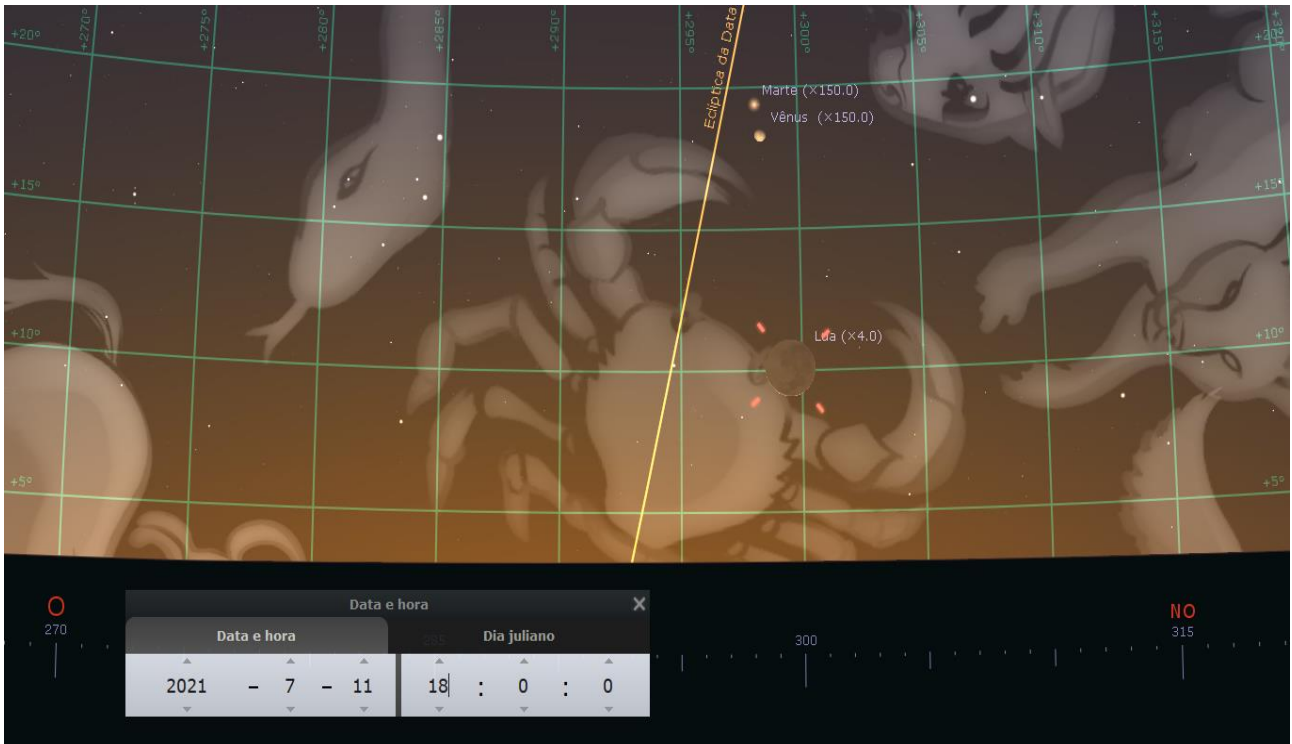 +270°
+275°
+280°
+285°
+290°
+295°
+300°
+305°
+310°
+315°
+20°
Eclíptica da Data
Marte (×150.0)
Vênus (×150.0)
+15°
+15°
Lua (×4.0)
+10°
+10°
+5°
+5°
O
270
NO
315
300
Data e hora
Data e hora
Dia juliano
2021 - 7 - 11
18 : 0 : 0